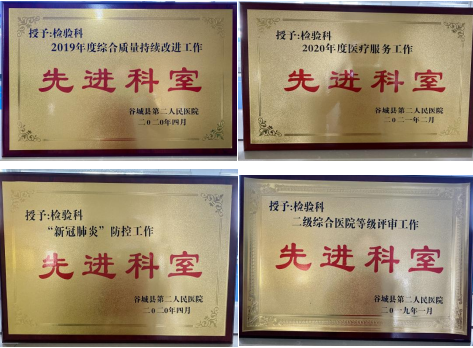 授予:检验科
2019年度综合质量持续改进工作
先进科室
谷城县第二人民医院
二〇二〇年四月
授予:检验科
2020年度医疗服务工作
先进科室
谷城县第二人民医院
二〇二一年二月
授予:检验科
“新冠肺炎”防控工作
先进科室
谷城县第二人民医院
二〇二〇年四月
授予:检验科
二级综合医院等级评审工作
先进科室
谷城县第二人民医院
二〇一九年一月